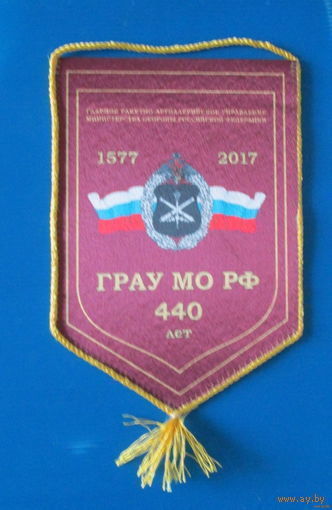 ГЛАВНОЕ РАКЕТНО-АРТИЛЛЕРИЙСКОЕ УПРАВЛЕНИЕ
МИНИСТЕРСТВА ОБОРОНЫ РОССИЙСКОЙ ФЕДЕРАЦИИ
1577 2017
ГРАУ МО РФ
440
лет
www.ay.by